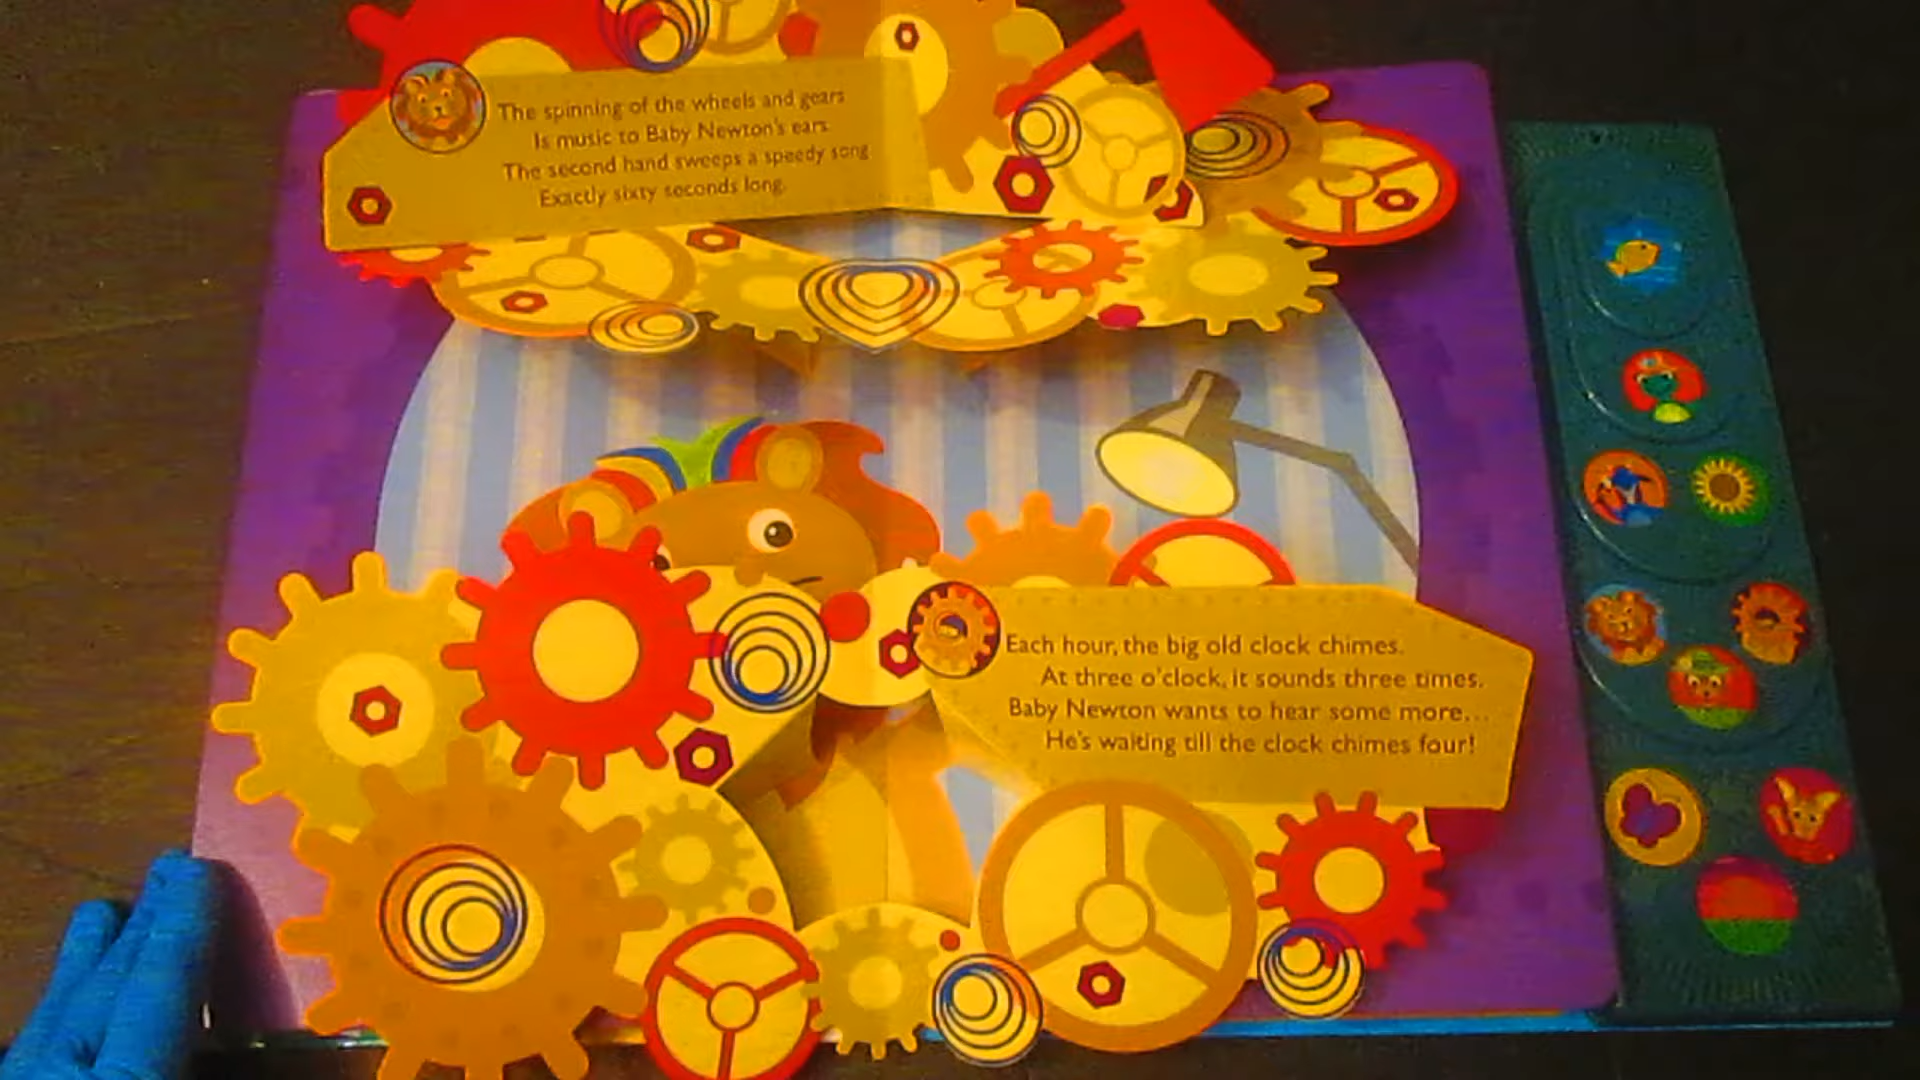 The spinning of the wheels and gears
Is music to Baby Newton's ears
The second hand sweeps a speedy song
Exactly sixty seconds long.
Each hour, the big old clock chimes.
At three o'clock, it sounds three times.
Baby Newton wants to hear some more...
He's waiting till the clock chimes four!